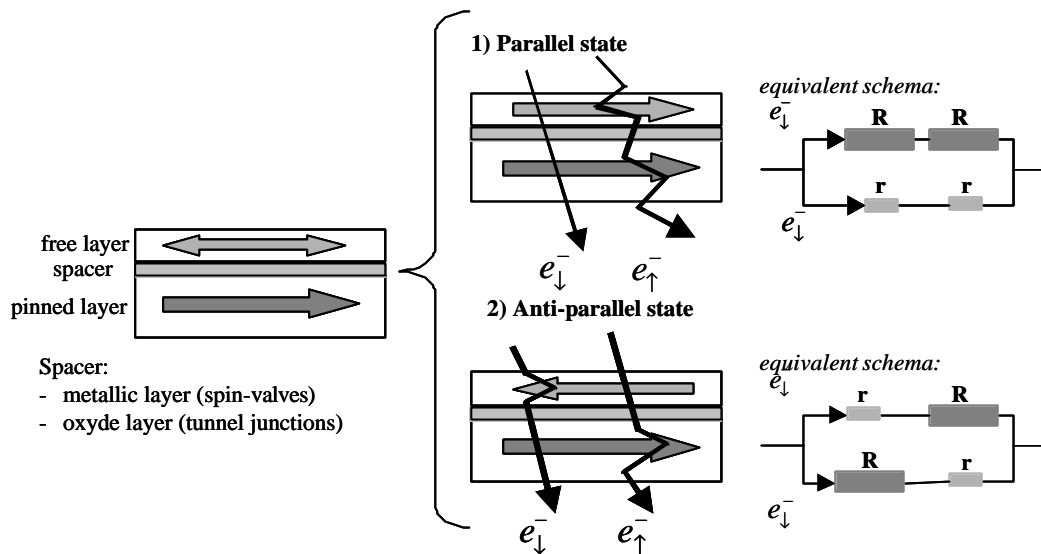 free layer
spacer
pinned layer
Spacer:
- metallic layer (spin-valves)
- oxyde layer (tunnel junctions)
1) Parallel state
e↓⁻ e↑⁻
equivalent schema:
e↓⁻
R R
r r
e↓⁻
2) Anti-parallel state
e↓⁻ e↑⁻
equivalent schema:
e↓⁻
r R
R r
e↓⁻